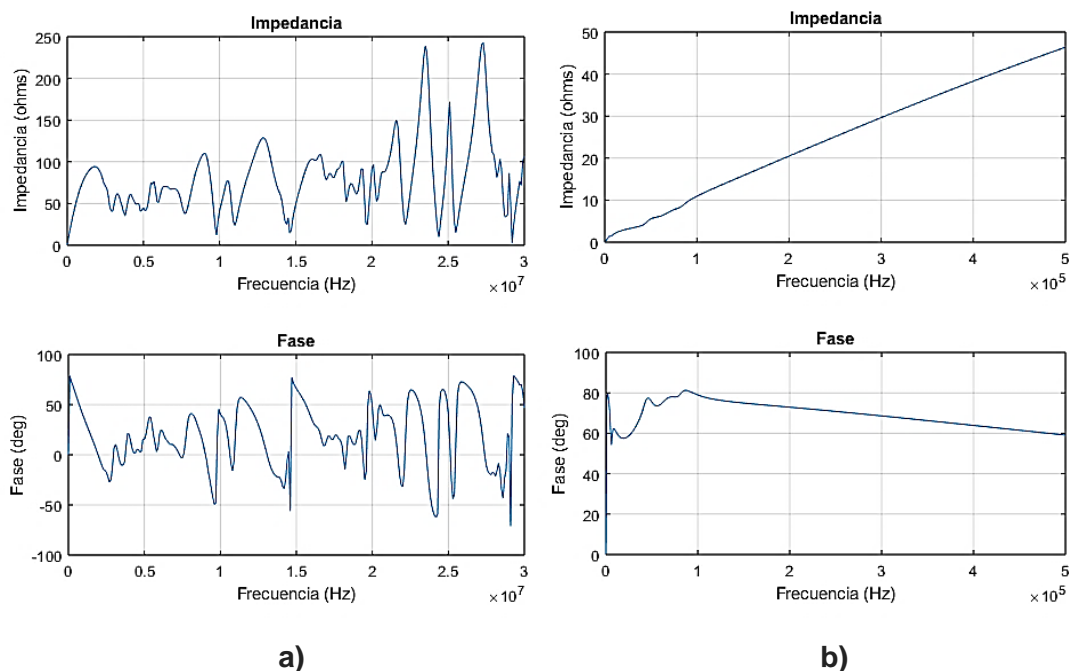 Impedancia
250
200
150
100
50
0
Impedancia (ohms)
0 0.5 1 1.5 2 2.5 3
Frecuencia (Hz)
×10⁷
Impedancia
50
40
30
20
10
0
Impedancia (ohms)
0 1 2 3 4 5
Frecuencia (Hz)
×10⁵
Fase
100
50
0
-50
-100
Fase (deg)
0 0.5 1 1.5 2 2.5 3
Frecuencia (Hz)
×10⁷
Fase
100
80
60
40
20
0
Fase (deg)
0 1 2 3 4 5
Frecuencia (Hz)
×10⁵
a)
b)